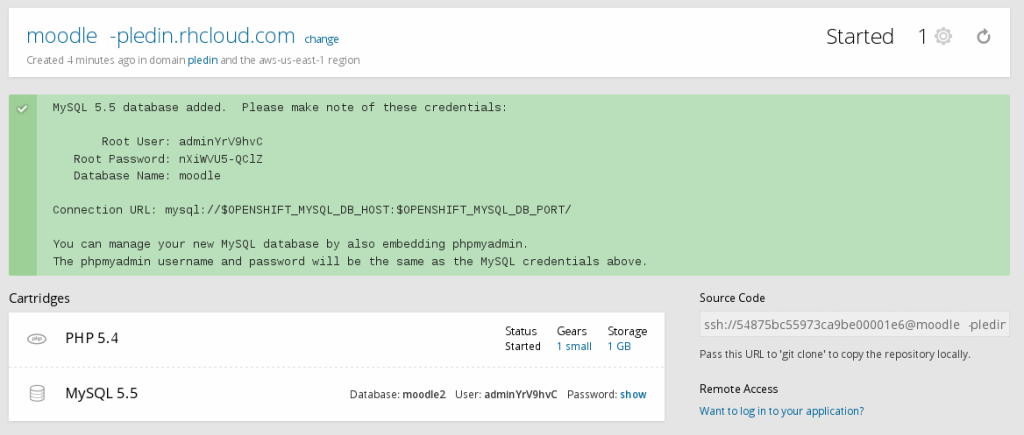 moodle -pledin.rhcloud.com change
Started 1
Created 4 minutes ago in domain pledin and the aws-us-east-1 region
MySQL 5.5 database added. Please make note of these credentials:
Root User: adminYrV9hvC
Root Password: nXiWVU5-QClZ
Database Name: moodle
Connection URL: mysql://$OPENSHIFT_MYSQL_DB_HOST:$OPENSHIFT_MYSQL_DB_PORT/
You can manage your new MySQL database by also embedding phpmyadmin.
The phpmyadmin username and password will be the same as the MySQL credentials above.
Cartridges
php
PHP 5.4
Status Gears Storage
Started 1 small 1 GB
MySQL 5.5
Database: moodle2 User: adminYrV9hvC Password: show
Source Code
ssh://54875bc55973ca9be00001e6@moodle -pledin
Pass this URL to 'git clone' to copy the repository locally.
Remote Access
Want to log in to your application?